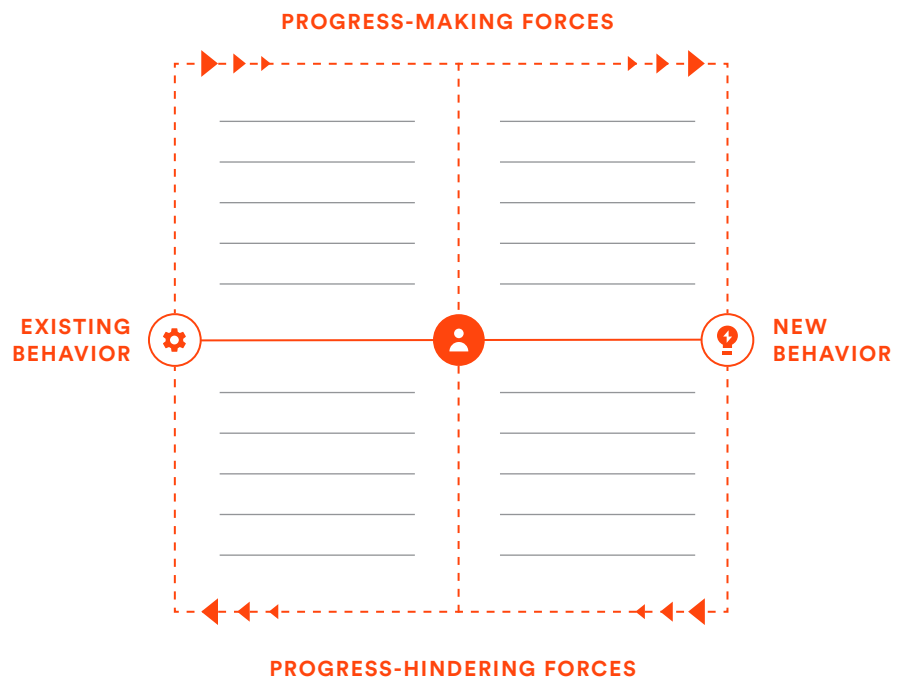 PROGRESS-MAKING FORCES
EXISTING
BEHAVIOR
NEW
BEHAVIOR
PROGRESS-HINDERING FORCES